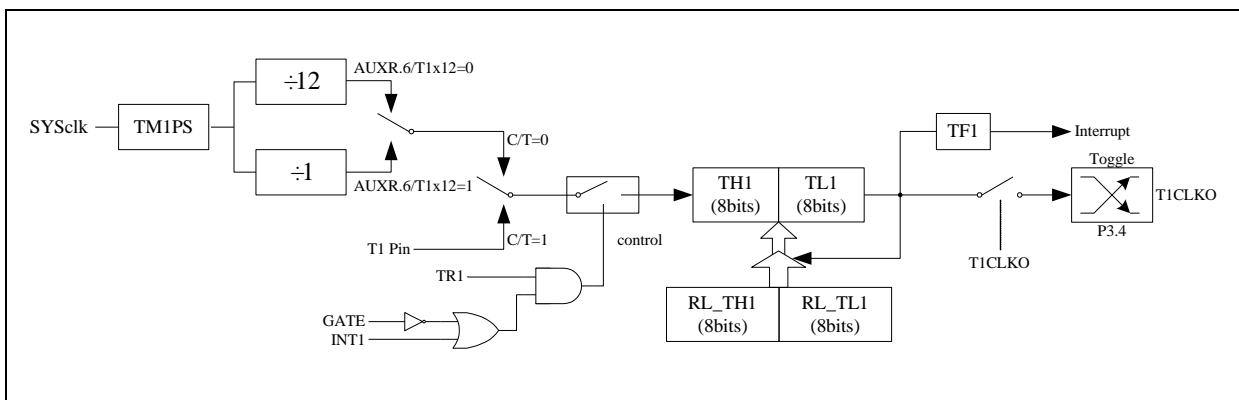 AUXR.6/T1x12=0
÷12
SYSclk
TM1PS
÷1
AUXR.6/T1x12=1
C/T=0
C/T=1
T1 Pin
control
TR1
GATE
INT1
TH1
(8bits)
TL1
(8bits)
RL_TH1
(8bits)
RL_TL1
(8bits)
TF1
Interrupt
Toggle
T1CLKO
P3.4
T1CLKO